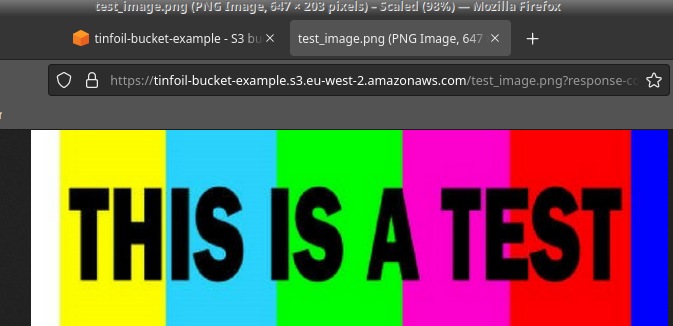 test_image.png (PNG Image, 647 × 203 pixels) – Scaled (98%) — Mozilla Firefox
tinfoil-bucket-example - S3 bu
test_image.png (PNG Image, 647
https://tinfoil-bucket-example.s3.eu-west-2.amazonaws.com/test_image.png?response-co
THIS IS A TEST